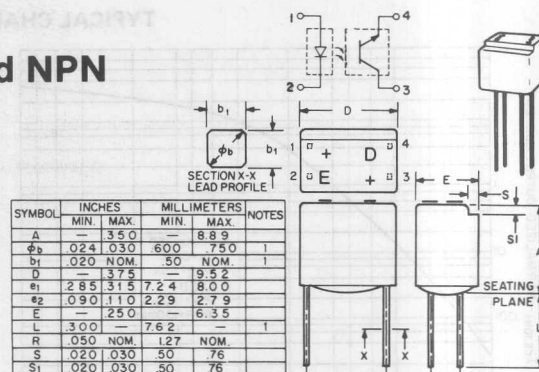 d NPN
1
4
2
3
b1
D
φb
b1
SECTION X-X
LEAD PROFILE
1 + D 4
2 E + 3
E
S
S1
A
SEATING
PLANE
L
X X
SYMBOL INCHES MILLIMETERS NOTES
MIN. MAX. MIN. MAX.
A — .350 — 8.89
φb .024 .030 .600 .750 1
b1 .020 NOM. .50 NOM. 1
D — .375 — 9.52
e1 .285 .315 7.24 8.00
e2 .090 .110 2.29 2.79
E — .250 — 6.35
L .300 — 7.62 — 1
R .050 NOM. 1.27 NOM.
S .020 .030 .50 .76
S1 .020 .030 .50 .76